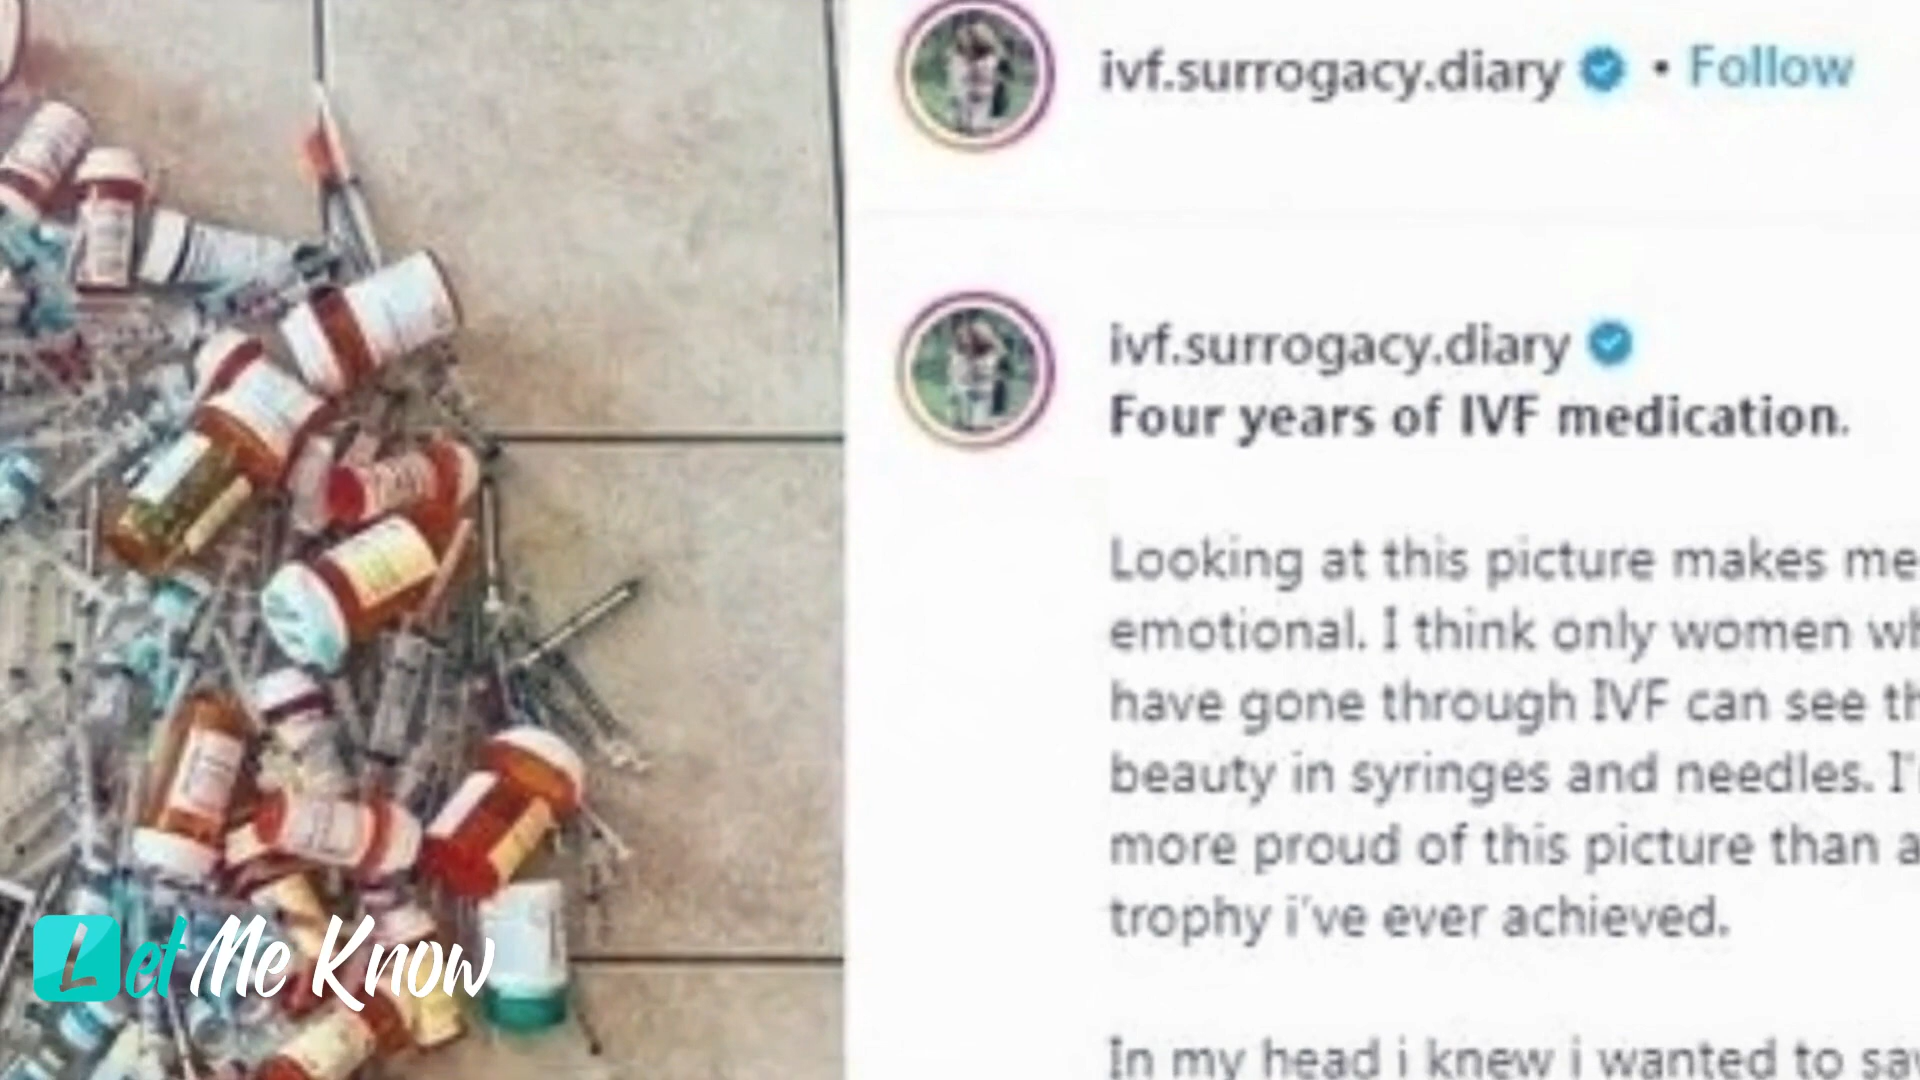 ivf.surrogacy.diary • Follow
ivf.surrogacy.diary
Four years of IVF medication.
Looking at this picture makes me
emotional. I think only women
have gone through IVF can see
beauty in syringes and needles.
more proud of this picture than
trophy i've ever achieved.
In my head i knew i wanted to
Let Me Know